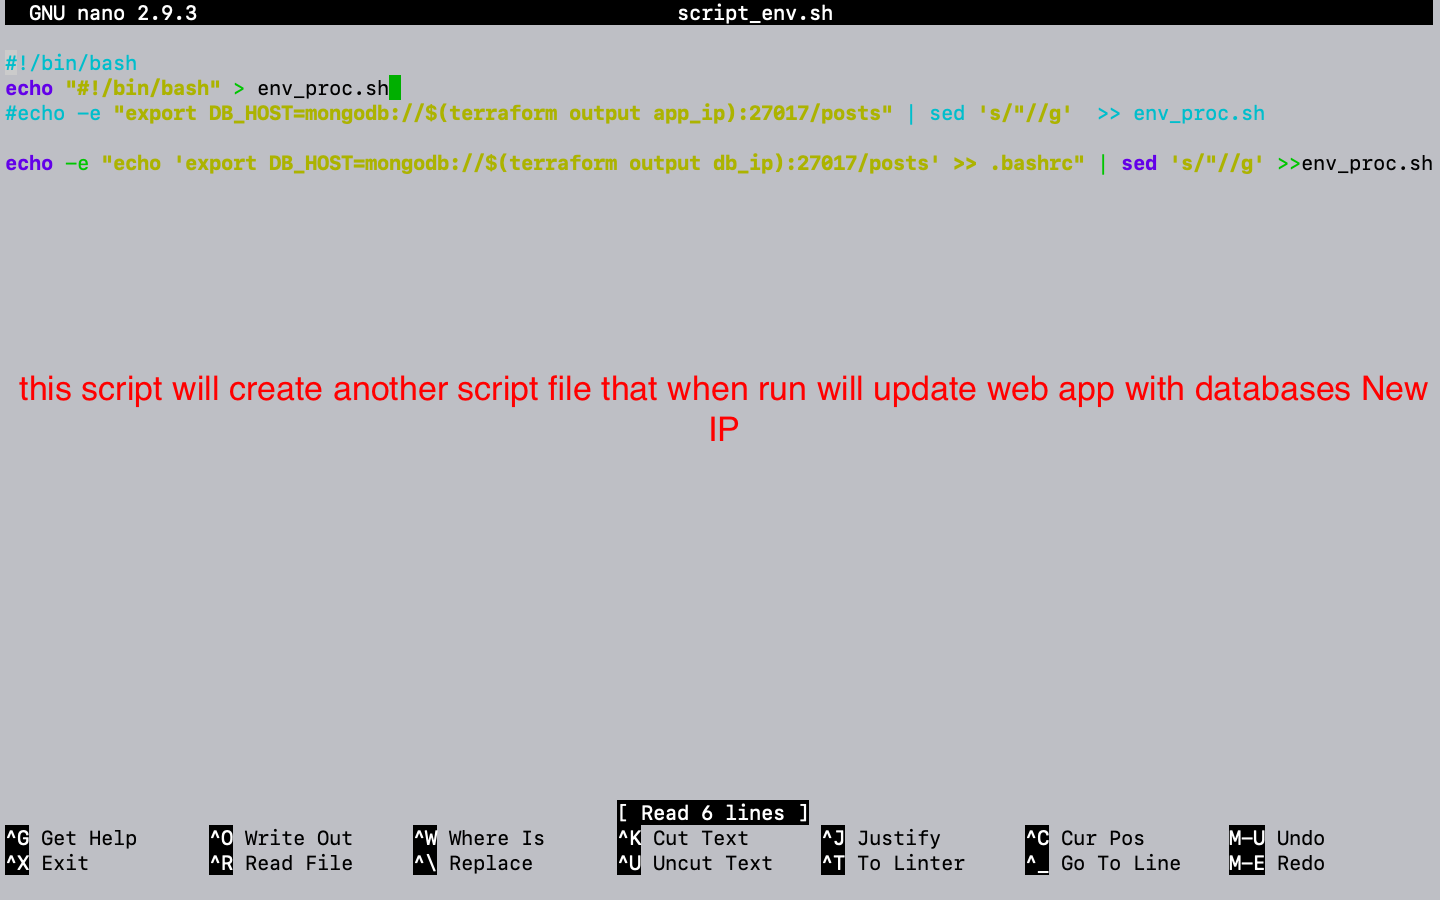 GNU nano 2.9.3 script_env.sh
#!/bin/bash
echo "#!/bin/bash" > env_proc.sh
#echo -e "export DB_HOST=mongodb://$(terraform output app_ip):27017/posts" | sed 's/"//g'  >> env_proc.sh
echo -e "echo 'export DB_HOST=mongodb://$(terraform output db_ip):27017/posts' >> .bashrc" | sed 's/"//g' >>env_proc.sh
this script will create another script file that when run will update web app with databases New
IP
[ Read 6 lines ]
^G Get Help ^O Write Out ^W Where Is ^K Cut Text ^J Justify ^C Cur Pos M-U Undo
^X Exit ^R Read File ^\ Replace ^U Uncut Text ^T To Linter ^_ Go To Line M-E Redo